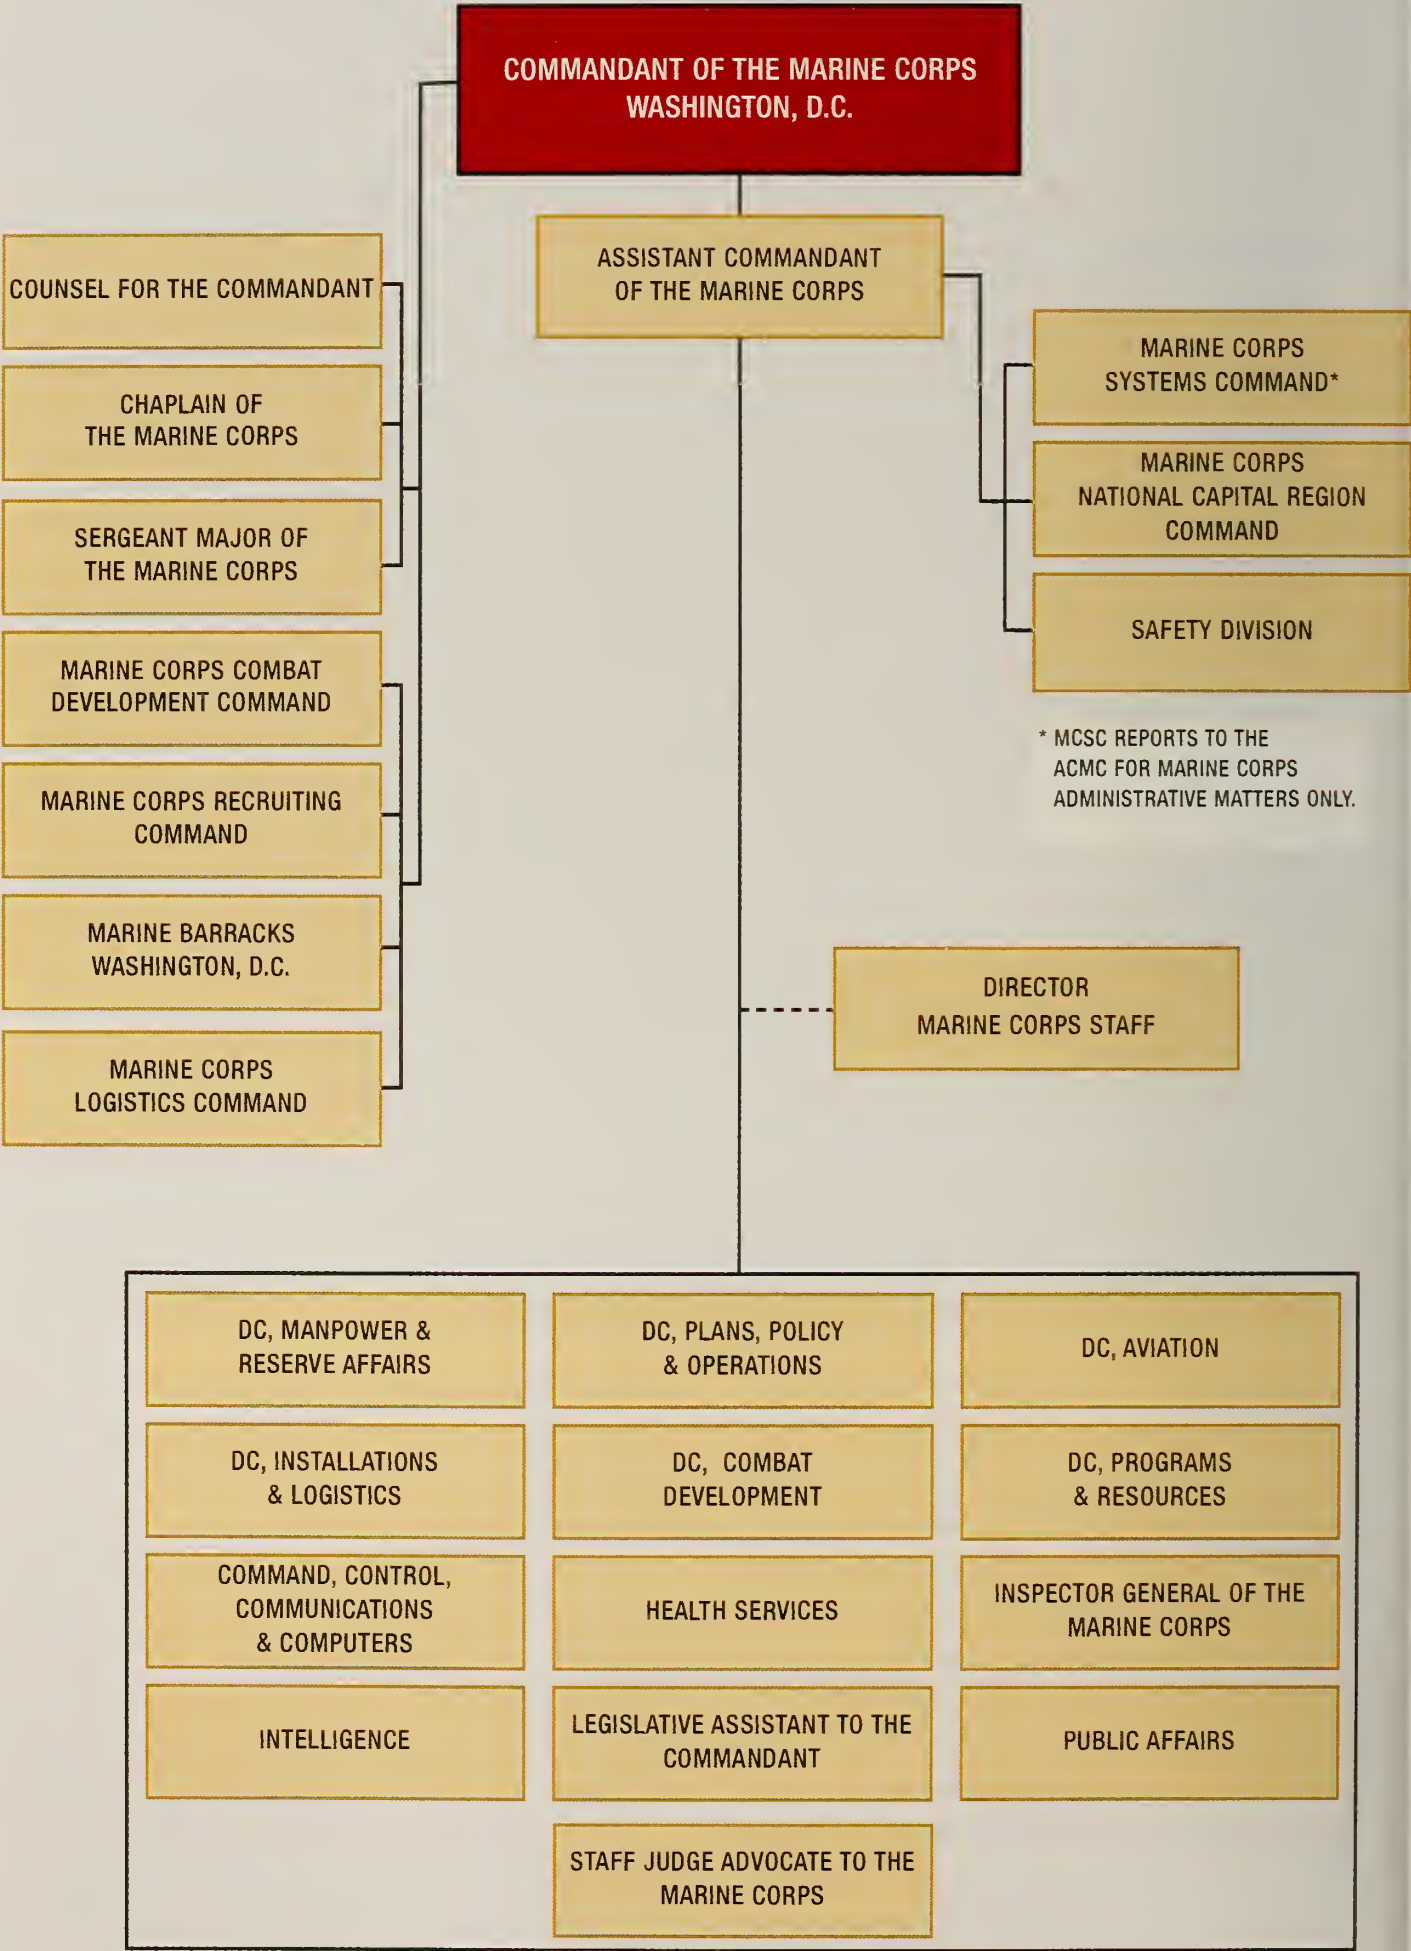 COMMANDANT OF THE MARINE CORPS
WASHINGTON, D.C.
ASSISTANT COMMANDANT
OF THE MARINE CORPS
COUNSEL FOR THE COMMANDANT
CHAPLAIN OF
THE MARINE CORPS
SERGEANT MAJOR OF
THE MARINE CORPS
MARINE CORPS COMBAT
DEVELOPMENT COMMAND
MARINE CORPS RECRUITING
COMMAND
MARINE BARRACKS
WASHINGTON, D.C.
MARINE CORPS
LOGISTICS COMMAND
MARINE CORPS
SYSTEMS COMMAND*
MARINE CORPS
NATIONAL CAPITAL REGION
COMMAND
SAFETY DIVISION
* MCSC REPORTS TO THE
ACMC FOR MARINE CORPS
ADMINISTRATIVE MATTERS ONLY.
DIRECTOR
MARINE CORPS STAFF
DC, MANPOWER &
RESERVE AFFAIRS
DC, PLANS, POLICY
& OPERATIONS
DC, AVIATION
DC, INSTALLATIONS
& LOGISTICS
DC, COMBAT
DEVELOPMENT
DC, PROGRAMS
& RESOURCES
COMMAND, CONTROL,
COMMUNICATIONS
& COMPUTERS
HEALTH SERVICES
INSPECTOR GENERAL OF THE
MARINE CORPS
INTELLIGENCE
LEGISLATIVE ASSISTANT TO THE
COMMANDANT
PUBLIC AFFAIRS
STAFF JUDGE ADVOCATE TO THE
MARINE CORPS